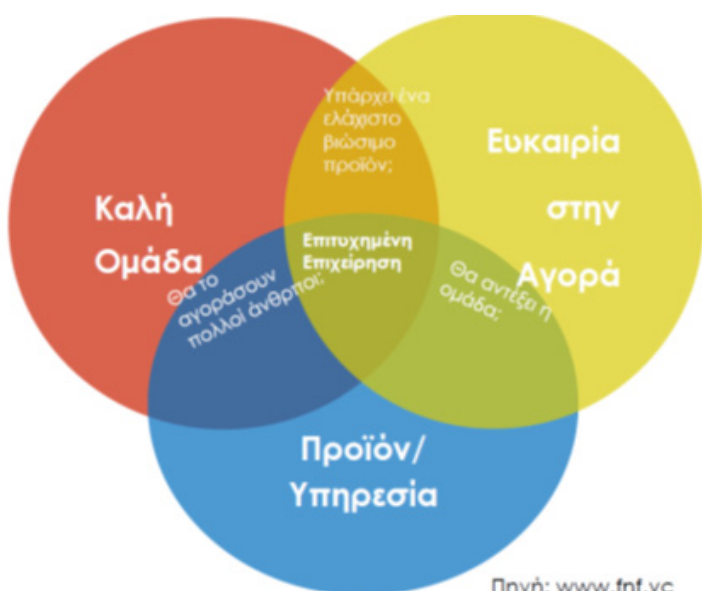 Υπάρχει ένα
ελάχιστο
βιώσιμο
προϊόν;
Ευκαιρία
στην
Αγορά
Καλή
Ομάδα
Επιτυχημένη
Επιχείρηση
Θα το
αγοράσουν
πολλοί άνθρποι;
Θα αντέξει η
ομάδα;
Προϊόν/
Υπηρεσία
Πηγή: www.fnf.vc